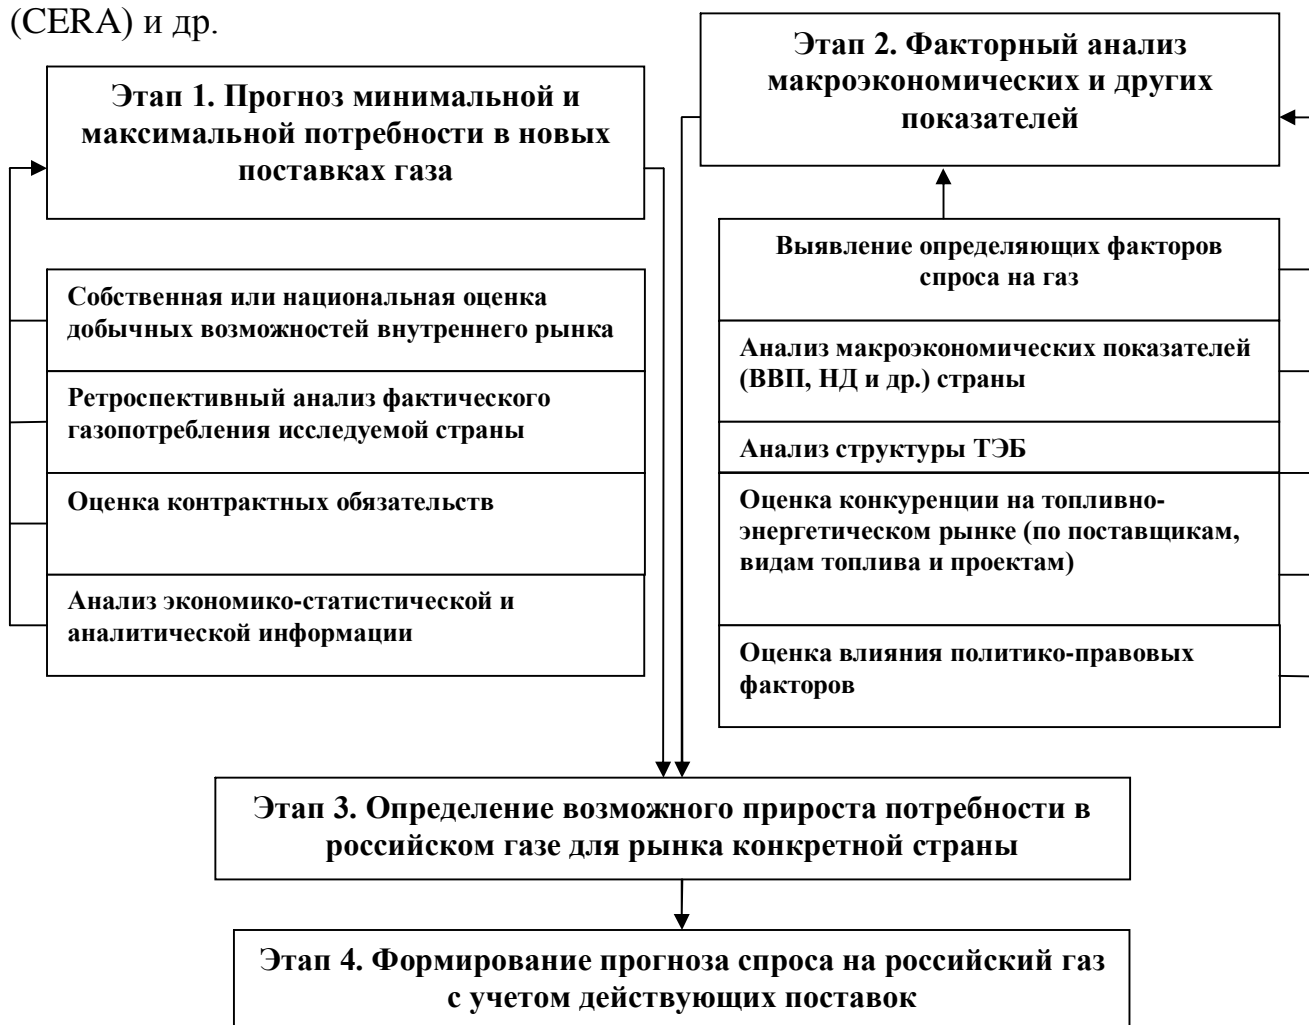 (CERA) и др.
Этап 1. Прогноз минимальной и
максимальной потребности в новых
поставках газа
Собственная или национальная оценка
добычных возможностей внутреннего рынка
Ретроспективный анализ фактического
газопотребления исследуемой страны
Оценка контрактных обязательств
Анализ экономико-статистической и
аналитической информации
Этап 2. Факторный анализ
макроэкономических и других
показателей
Выявление определяющих факторов
спроса на газ
Анализ макроэкономических показателей
(ВВП, НД и др.) страны
Анализ структуры ТЭБ
Оценка конкуренции на топливно-
энергетическом рынке (по поставщикам,
видам топлива и проектам)
Оценка влияния политико-правовых
факторов
Этап 3. Определение возможного прироста потребности в
российском газе для рынка конкретной страны
Этап 4. Формирование прогноза спроса на российский газ
с учетом действующих поставок